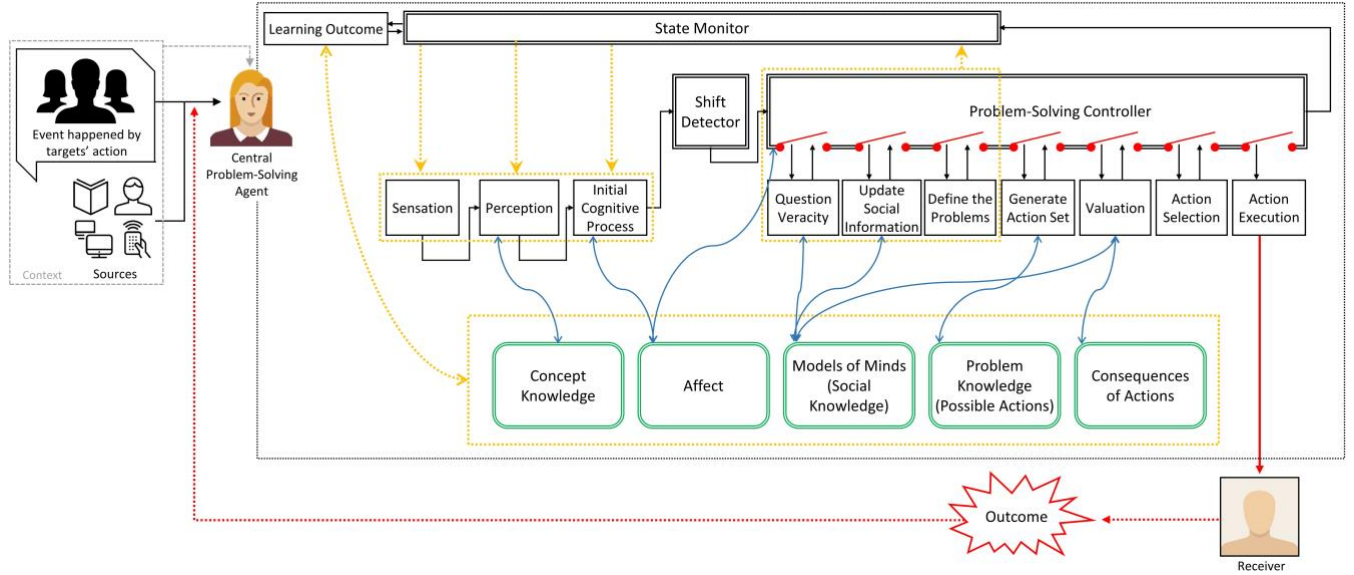 Learning Outcome
State Monitor
Event happened by
targets' action
Central
Problem-Solving
Agent
Context
Sources
Shift
Detector
Problem-Solving Controller
Sensation
Perception
Initial
Cognitive
Process
Question
Veracity
Update
Social
Information
Define the
Problems
Generate
Action Set
Valuation
Action
Selection
Action
Execution
Concept
Knowledge
Affect
Models of Minds
(Social
Knowledge)
Problem
Knowledge
(Possible Actions)
Consequences
of Actions
Outcome
Receiver